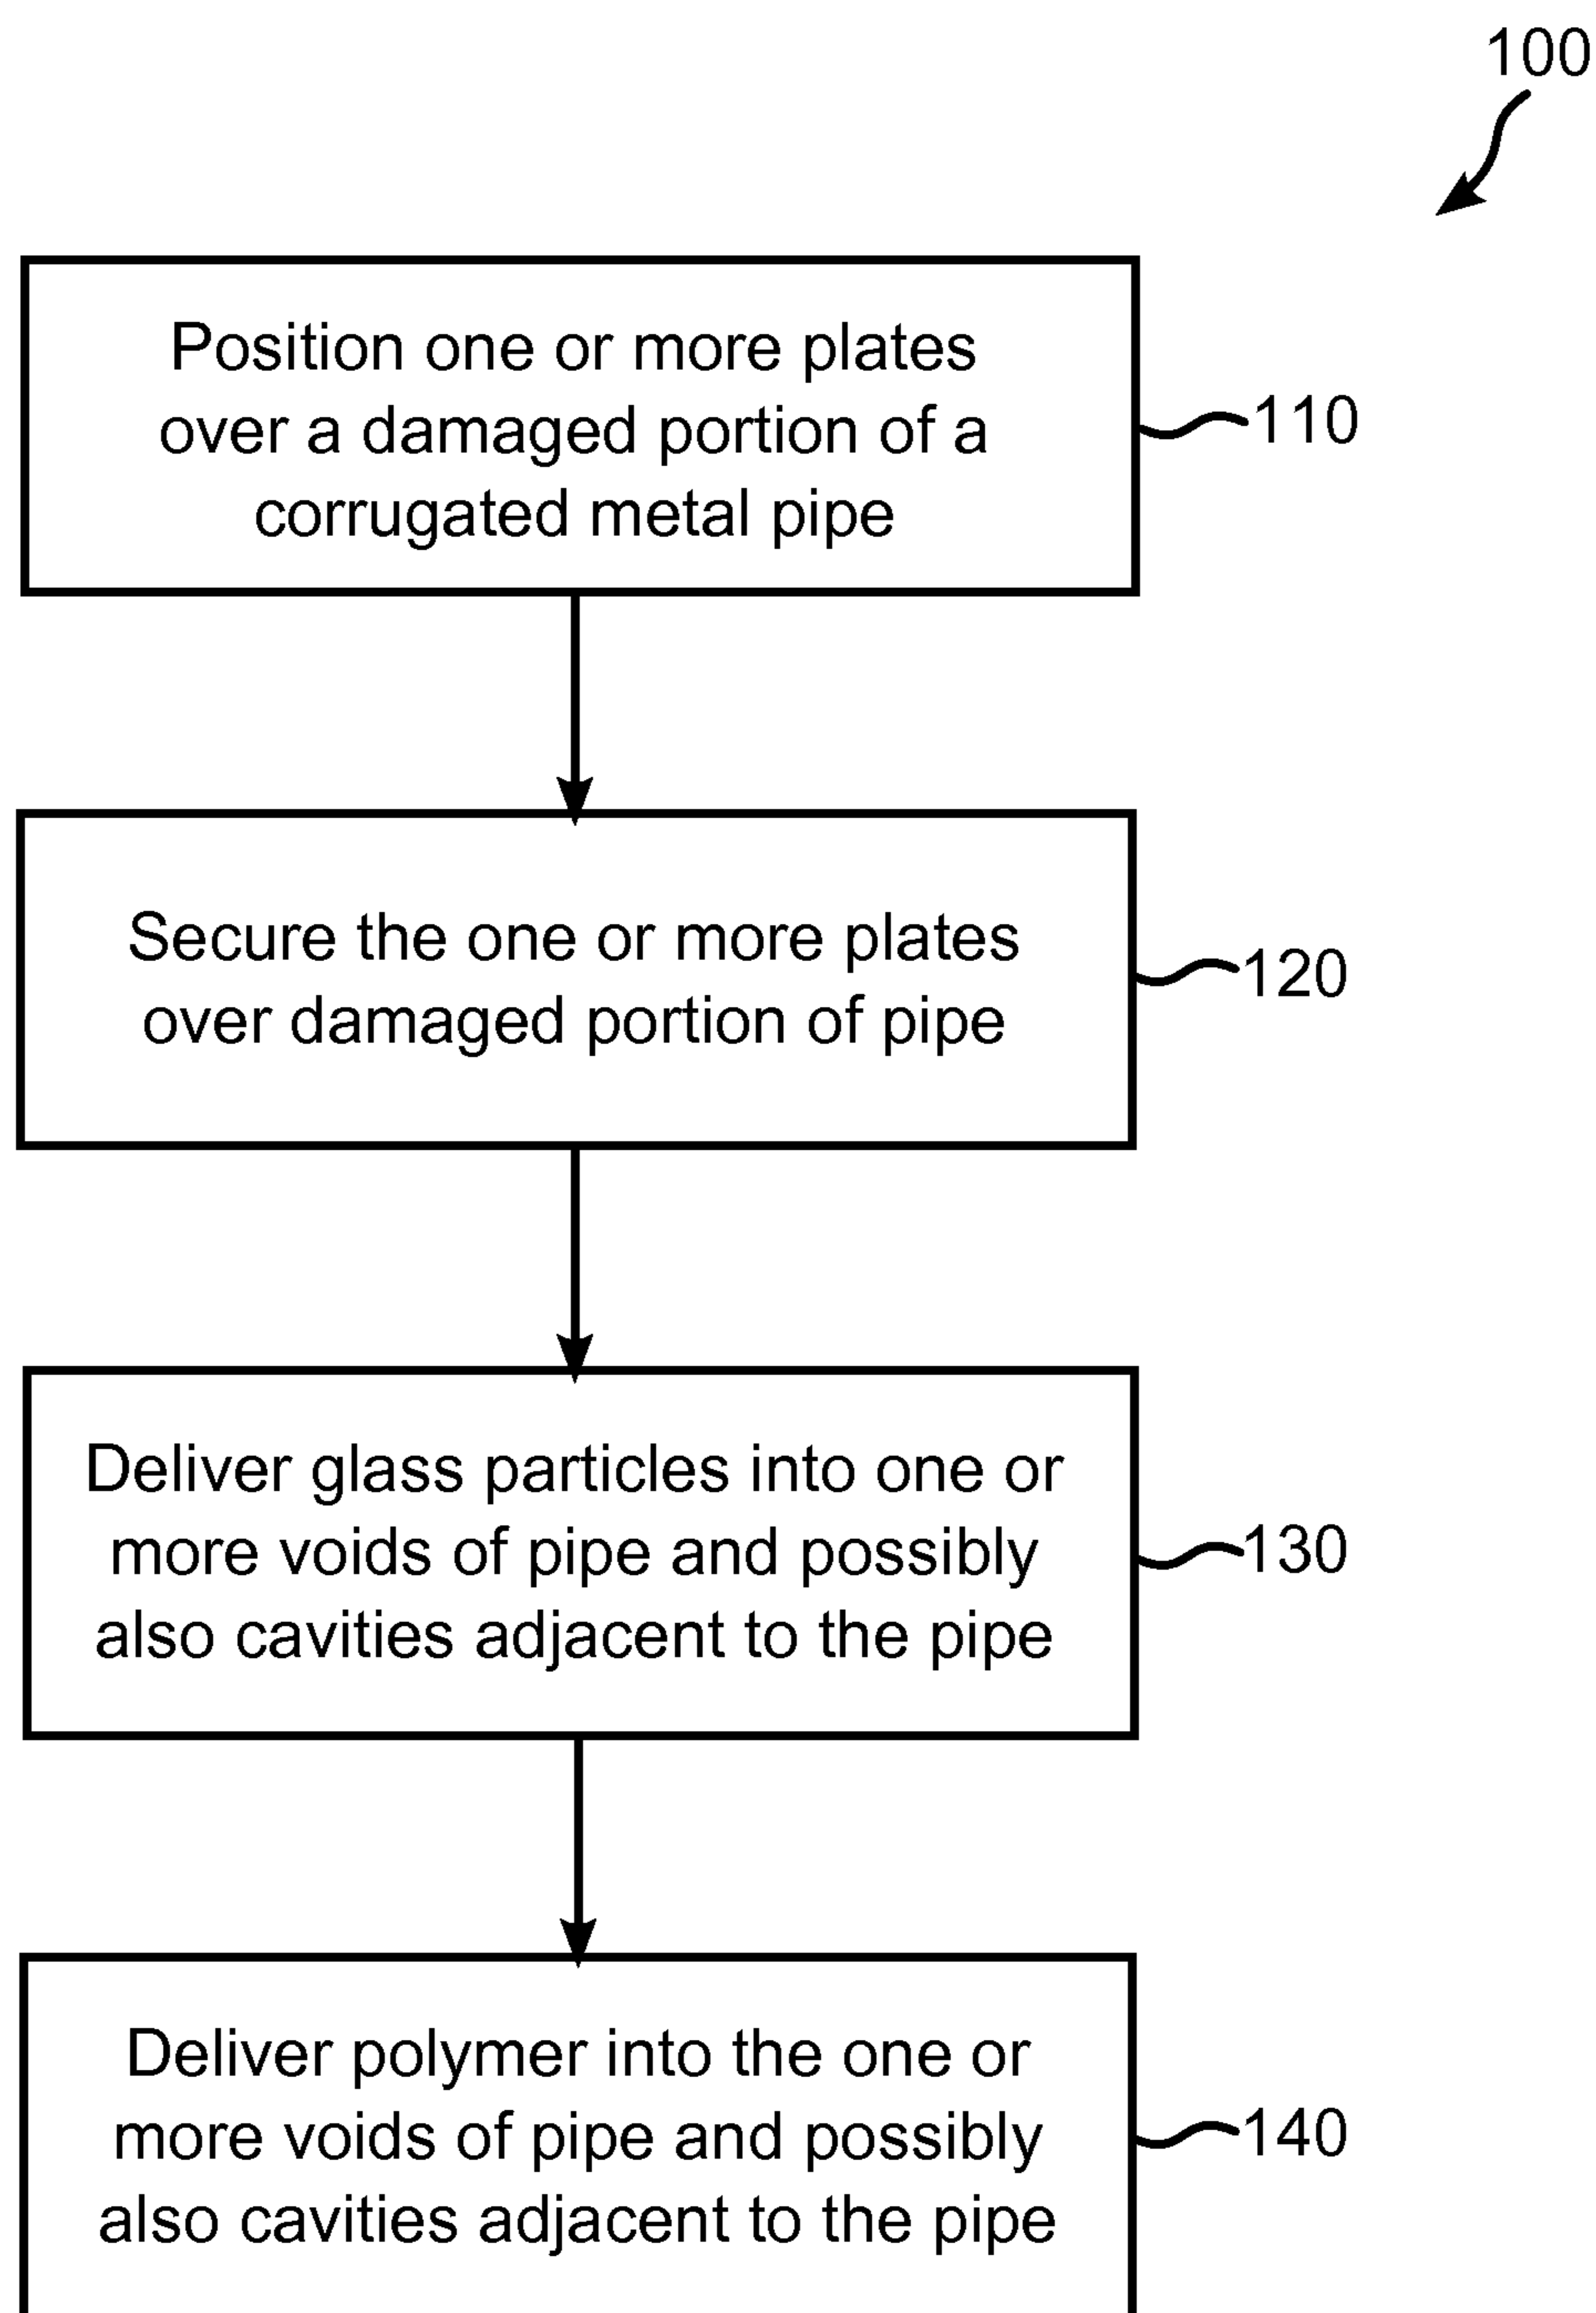 100
Position one or more plates
over a damaged portion of a
corrugated metal pipe
110
Secure the one or more plates
over damaged portion of pipe
120
Deliver glass particles into one or
more voids of pipe and possibly
also cavities adjacent to the pipe
130
Deliver polymer into the one or
more voids of pipe and possibly
also cavities adjacent to the pipe
140